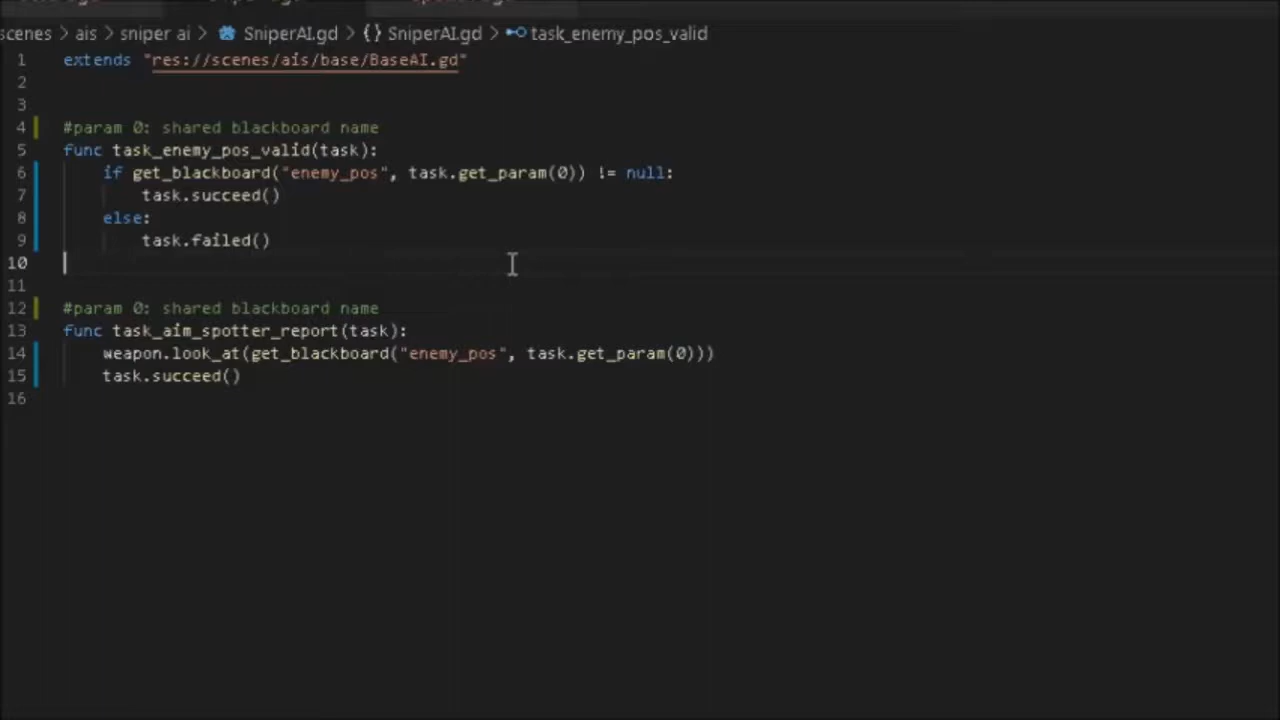 scenes > ais > sniper ai > SniperAI.gd > {} SniperAI.gd > task_enemy_pos_valid
1 extends "res://scenes/ais/base/BaseAI.gd"
2
3
4 #param 0: shared blackboard name
5 func task_enemy_pos_valid(task):
6 if get_blackboard("enemy_pos", task.get_param(0)) != null:
7 task.succeed()
8 else:
9 task.failed()
10
11
12 #param 0: shared blackboard name
13 func task_aim_spotter_report(task):
14 weapon.look_at(get_blackboard("enemy_pos", task.get_param(0)))
15 task.succeed()
16